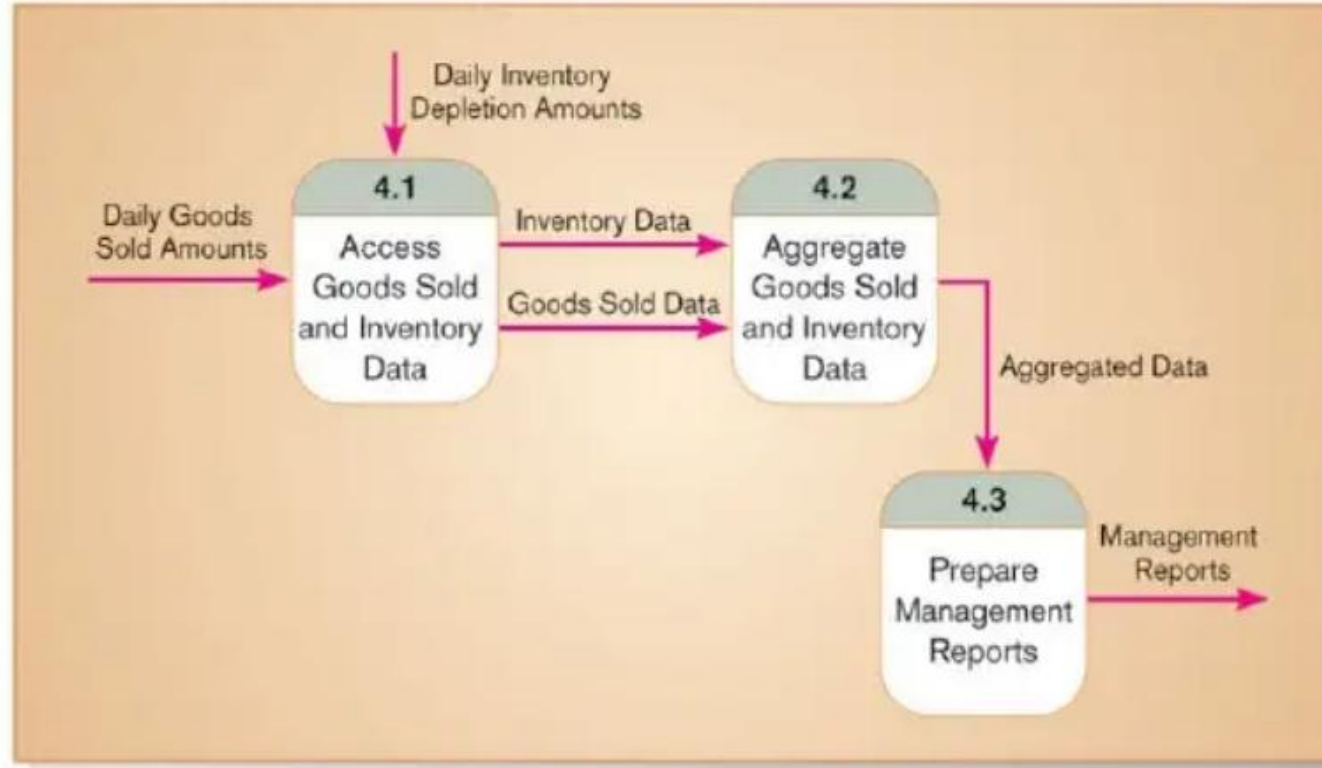 Daily Inventory
Depletion Amounts
Daily Goods
Sold Amounts
4.1
Access
Goods Sold
and Inventory
Data
Inventory Data
Goods Sold Data
4.2
Aggregate
Goods Sold
and Inventory
Data
Aggregated Data
4.3
Prepare
Management
Reports
Management
Reports